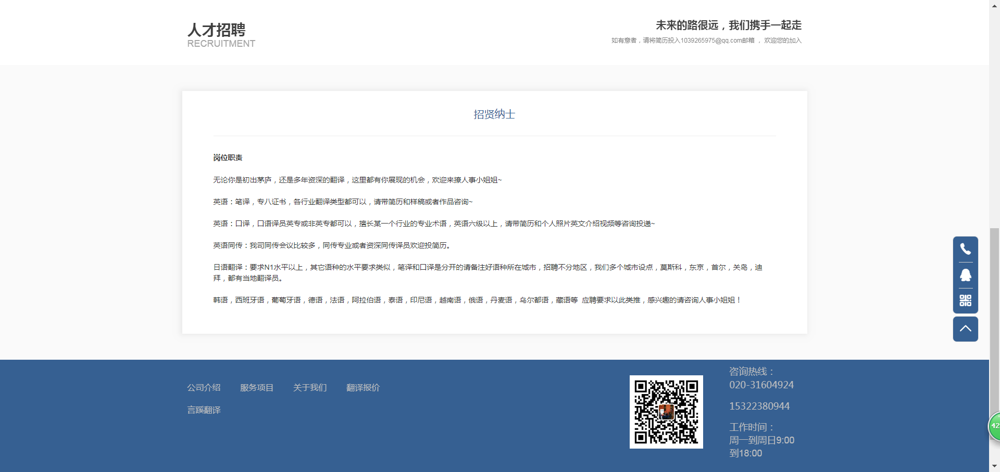 人才招聘
RECRUITMENT
未来的路很远，我们携手一起走
如有意者，请将简历投入1039265975@qq.com邮箱 ， 欢迎您的加入
招贤纳士
岗位职责
无论你是初出茅庐，还是多年资深的翻译，这里都有你展现的机会，欢迎来撩人事小姐姐~
英语：笔译，专八证书，各行业翻译类型都可以，请带简历和样稿或者作品咨询~
英语：口译，口语译员英专或非英专都可以，擅长某一个行业的专业术语，英语六级以上，请带简历和个人照片英文介绍视频等咨询投递~
英语同传：我司同传会议比较多，同传专业或者资深同传译员欢迎投简历。
日语翻译：要求N1水平以上，其它语种的水平要求类似，笔译和口译是分开的请备注好语种所在城市，招聘不分地区，我们多个城市设点，莫斯科，东京，首尔，关岛，迪
拜，都有当地翻译员。
韩语，西班牙语，葡萄牙语，德语，法语，阿拉伯语，泰语，印尼语，越南语，俄语，丹麦语，乌尔都语，藏语等 应聘要求以此类推，感兴趣的请咨询人事小姐姐！
公司介绍 服务项目 关于我们 翻译报价
言蹊翻译
咨询热线：
020-31604924
15322380944
工作时间：
周一到周日9:00
到18:00
42